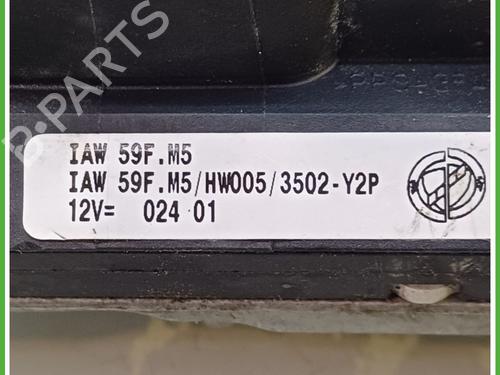 B-PARTS
IAW 59F.M5
IAW 59F.M5/HW005/3502-Y2P
12V= 024 01